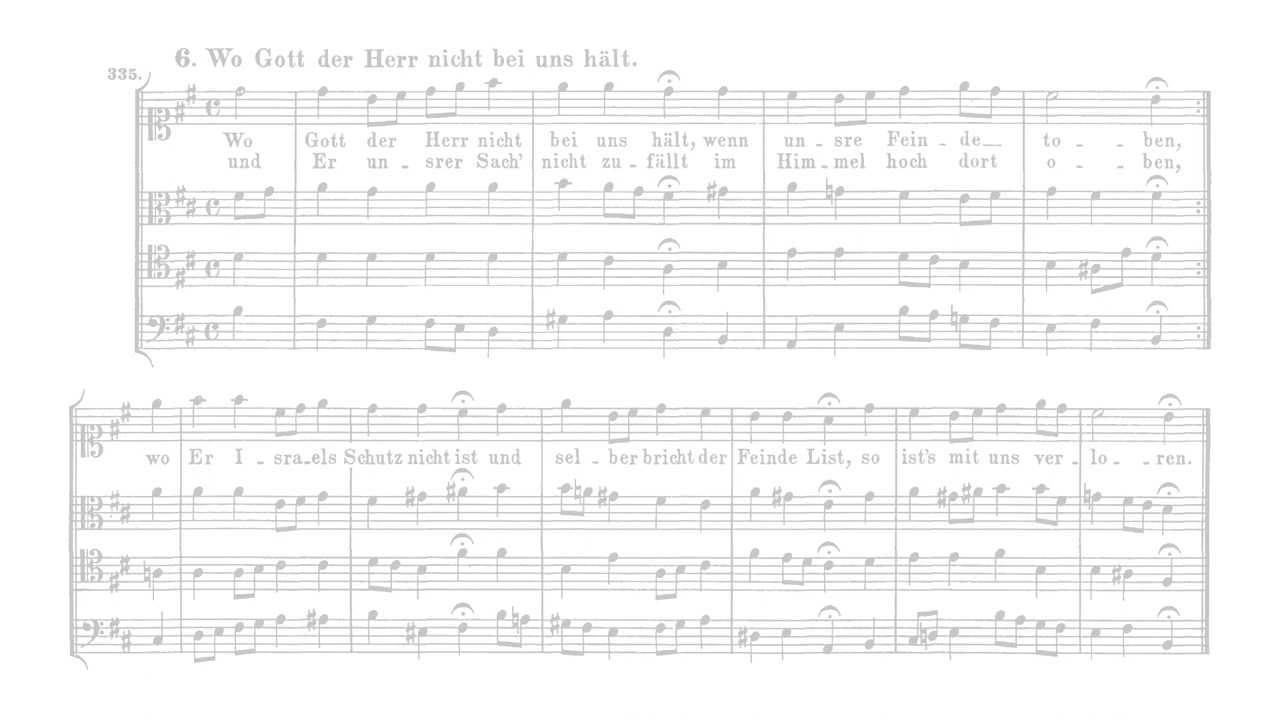 6. Wo Gott der Herr nicht bei uns hält.
335.
Wo Gott der Herr nicht bei uns hält, wenn un - sre Fein - de to - - ben,
und Er un - srer Sach' nicht zu - fällt im Him - mel hoch dort o - - ben,
wo Er I - sra - els Schutz nicht ist und sel - ber bricht der Feinde List, so ist's mit uns ver - lo - - ren.